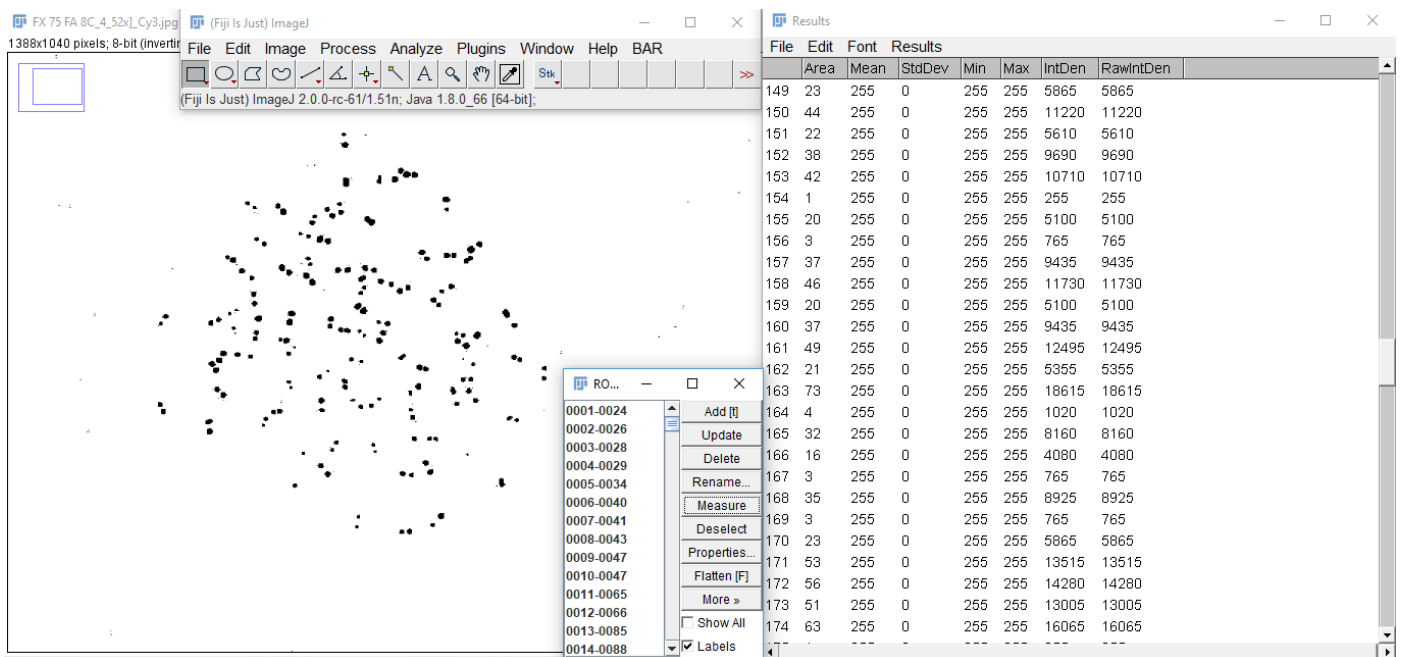 FX 75 FA 8C_4_52x]_Cy3.jpg
1388x1040 pixels; 8-bit (invertir
(Fiji Is Just) ImageJ
File Edit Image Process Analyze Plugins Window Help BAR
A Stk >>
(Fiji Is Just) ImageJ 2.0.0-rc-61/1.51n; Java 1.8.0_66 [64-bit];
RO...
0001-0024
0002-0026
0003-0028
0004-0029
0005-0034
0006-0040
0007-0041
0008-0043
0009-0047
0010-0047
0011-0065
0012-0066
0013-0085
0014-0088
Add [t]
Update
Delete
Rename...
Measure
Deselect
Properties...
Flatten [F]
More »
Show All
Labels
Results
File Edit Font Results
Area Mean StdDev Min Max IntDen RawIntDen
149 23 255 0 255 255 5865 5865
150 44 255 0 255 255 11220 11220
151 22 255 0 255 255 5610 5610
152 38 255 0 255 255 9690 9690
153 42 255 0 255 255 10710 10710
154 1 255 0 255 255 255 255
155 20 255 0 255 255 5100 5100
156 3 255 0 255 255 765 765
157 37 255 0 255 255 9435 9435
158 46 255 0 255 255 11730 11730
159 20 255 0 255 255 5100 5100
160 37 255 0 255 255 9435 9435
161 49 255 0 255 255 12495 12495
162 21 255 0 255 255 5355 5355
163 73 255 0 255 255 18615 18615
164 4 255 0 255 255 1020 1020
165 32 255 0 255 255 8160 8160
166 16 255 0 255 255 4080 4080
167 3 255 0 255 255 765 765
168 35 255 0 255 255 8925 8925
169 3 255 0 255 255 765 765
170 23 255 0 255 255 5865 5865
171 53 255 0 255 255 13515 13515
172 56 255 0 255 255 14280 14280
173 51 255 0 255 255 13005 13005
174 63 255 0 255 255 16065 16065